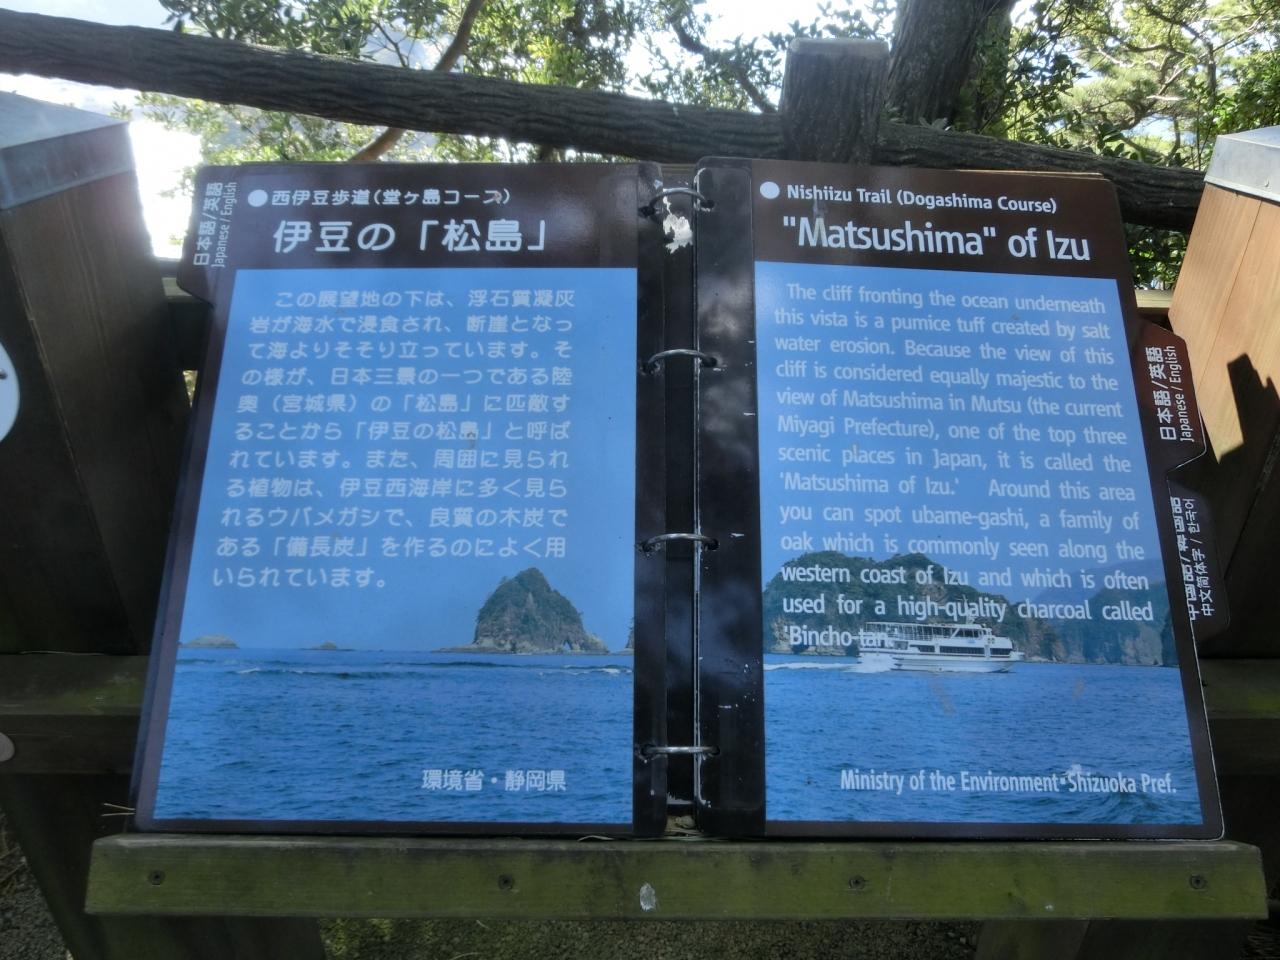 日本語/英語
Japanese / English
●西伊豆歩道(堂ヶ島コース)
伊豆の「松島」
この展望地の下は、浮石質凝灰
岩が海水で浸食され、断崖となっ
て海よりそそり立っています。そ
の様が、日本三景の一つである陸
奥(宮城県)の「松島」に匹敵す
ることから「伊豆の松島」と呼ば
れています。また、周囲に見られ
る植物は、伊豆西海岸に多く見ら
れるウバメガシで、良質の木炭で
ある「備長炭」を作るのによく用
いられています。
環境省・静岡県
●Nishiizu Trail (Dogashima Course)
"Matsushima" of Izu
The cliff fronting the ocean underneath
this vista is a pumice tuff created by salt
water erosion. Because the view of this
cliff is considered equally majestic to the
view of Matsushima in Mutsu (the current
Miyagi Prefecture), one of the top three
scenic places in Japan, it is called the
'Matsushima of Izu.' Around this area
you can spot ubame-gashi, a family of
oak which is commonly seen along the
western coast of Izu and which is often
used for a high-quality charcoal called
'Bincho-tan.'
Ministry of the Environment・Shizuoka Pref.
日本語/英語
Japanese / English
中国語/韓国語
中文简体字 / 한국어